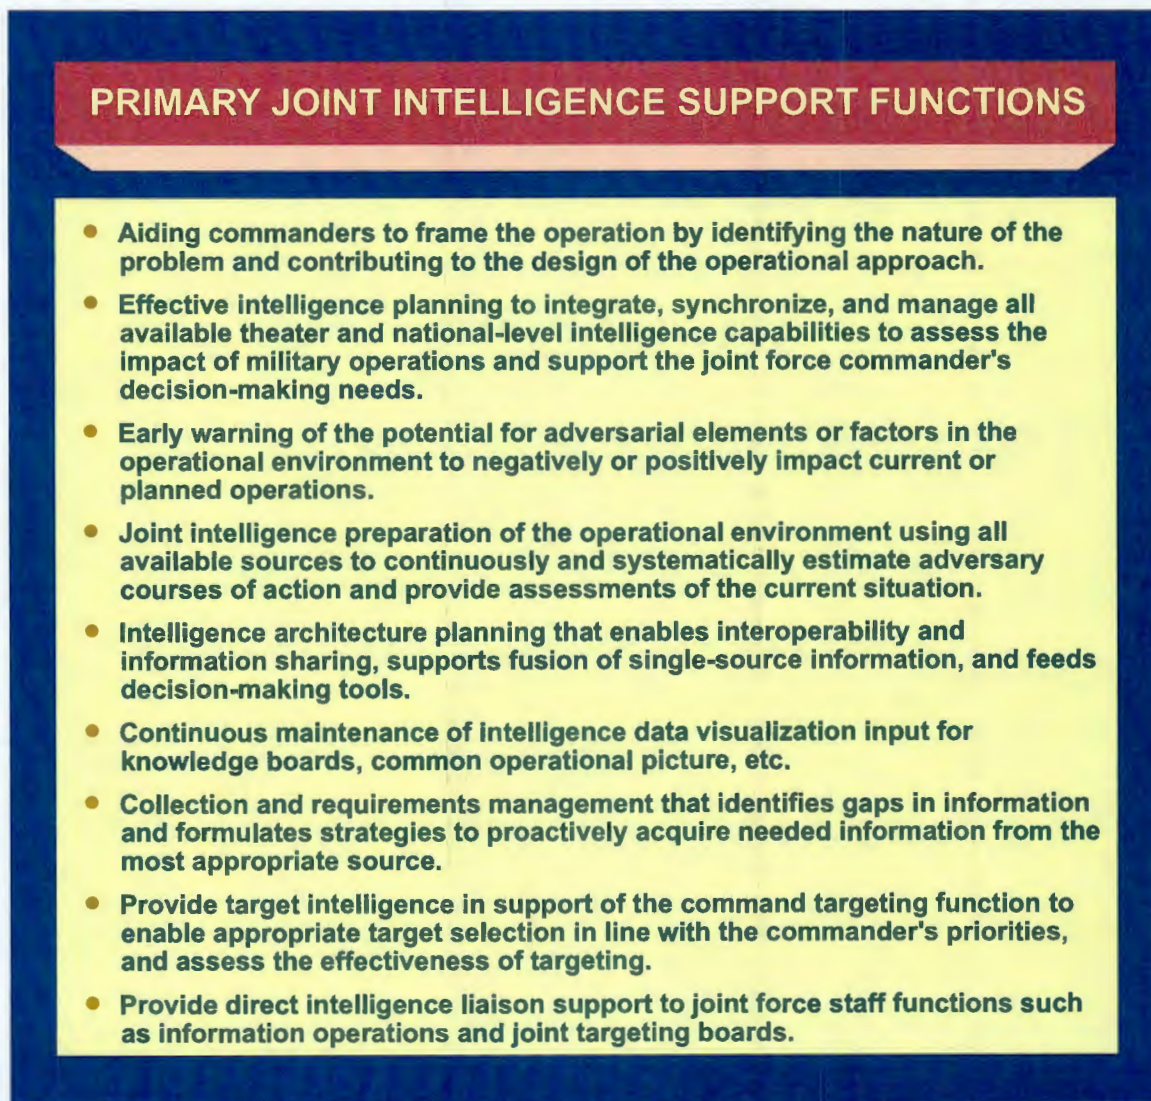 PRIMARY JOINT INTELLIGENCE SUPPORT FUNCTIONS
• Aiding commanders to frame the operation by identifying the nature of the
problem and contributing to the design of the operational approach.
• Effective intelligence planning to integrate, synchronize, and manage all
available theater and national-level intelligence capabilities to assess the
impact of military operations and support the joint force commander's
decision-making needs.
• Early warning of the potential for adversarial elements or factors in the
operational environment to negatively or positively impact current or
planned operations.
• Joint intelligence preparation of the operational environment using all
available sources to continuously and systematically estimate adversary
courses of action and provide assessments of the current situation.
• Intelligence architecture planning that enables interoperability and
information sharing, supports fusion of single-source information, and feeds
decision-making tools.
• Continuous maintenance of intelligence data visualization input for
knowledge boards, common operational picture, etc.
• Collection and requirements management that identifies gaps in information
and formulates strategies to proactively acquire needed information from the
most appropriate source.
• Provide target intelligence in support of the command targeting function to
enable appropriate target selection in line with the commander's priorities,
and assess the effectiveness of targeting.
• Provide direct intelligence liaison support to joint force staff functions such
as information operations and joint targeting boards.